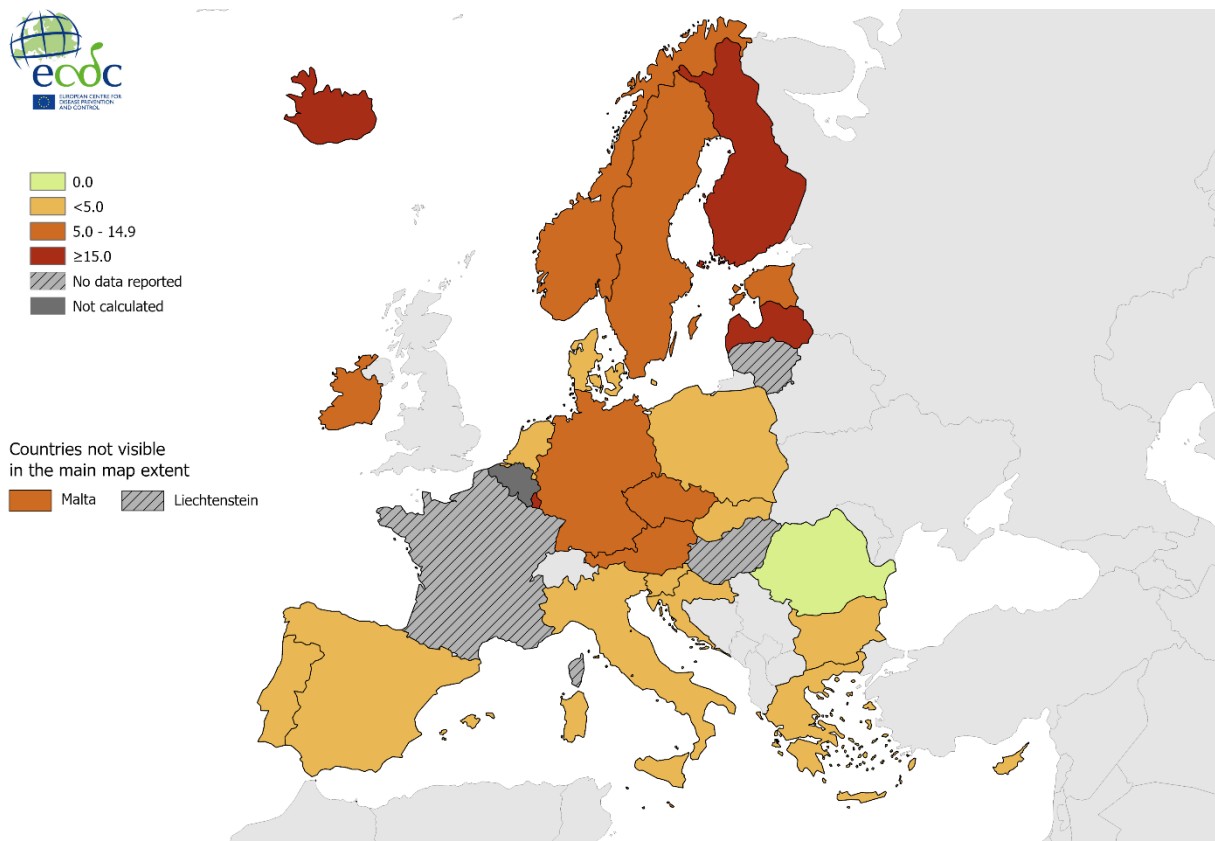 ecdc
EUROPEAN CENTRE FOR
DISEASE PREVENTION
AND CONTROL
0.0
<5.0
5.0 - 14.9
≥15.0
No data reported
Not calculated
Countries not visible
in the main map extent
Malta
Liechtenstein